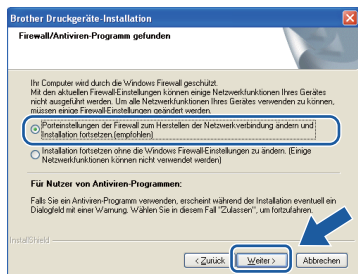 Brother Druckgeräte-Installation
Firewall/Antiviren-Programm gefunden
Ihr Computer wird durch die Windows Firewall geschützt.
Mit den aktuellen Firewall-Einstellungen können einige Netzwerkfunktionen Ihres Gerätes
nicht ausgeführt werden. Um alle Netzwerkfunktionen Ihres Gerätes verwenden zu können,
müssen einige Firewall-Einstellungen geändert werden.
Porteinstellungen der Firewall zum Herstellen der Netzwerkverbindung ändern und
Installation fortsetzen.(empfohlen)
Installation fortsetzen ohne die Windows Firewall-Einstellungen zu ändern. (Einige
Netzwerkfunktionen können nicht verwendet werden)
Für Nutzer von Antiviren-Programmen:
Falls Sie ein Antiviren-Programm verwenden, erscheint während der Installation eventuell ein
Dialogfeld mit einer Warnung. Wählen Sie in diesem Fall "Zulassen", um fortzufahren.
InstallShield
< Zurück Weiter > Abbrechen